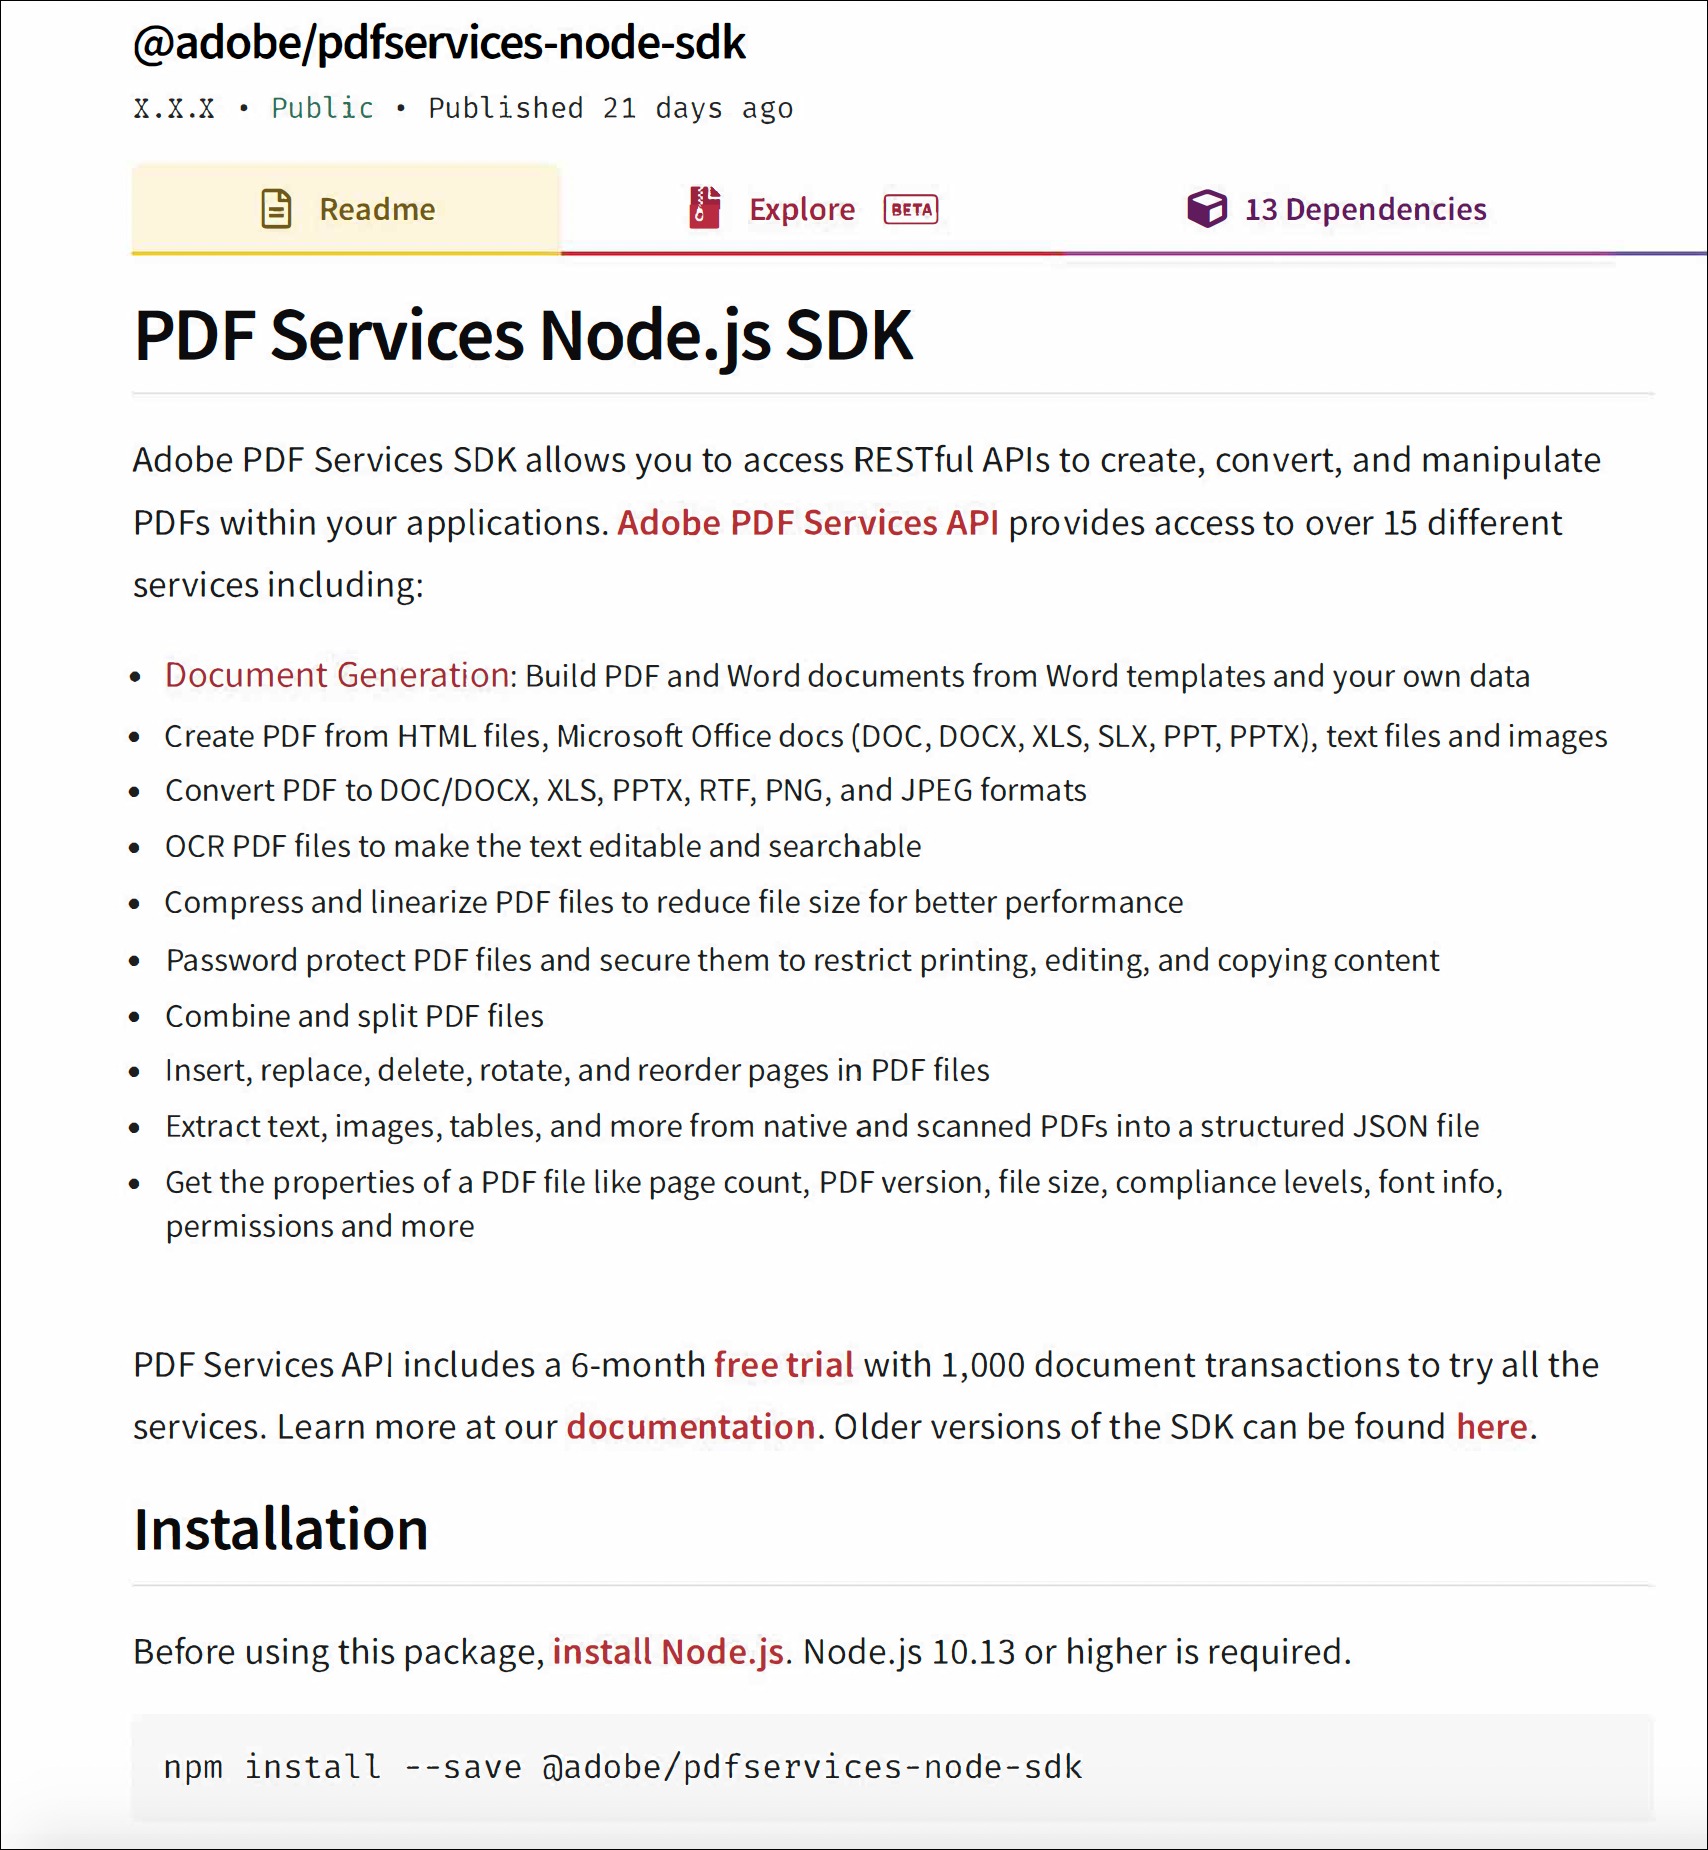 @adobe/pdfservices-node-sdk
X.X.X • Public • Published 21 days ago
Readme Explore BETA 13 Dependencies
PDF Services Node.js SDK
Adobe PDF Services SDK allows you to access RESTful APIs to create, convert, and manipulate
PDFs within your applications. Adobe PDF Services API provides access to over 15 different
services including:
• Document Generation: Build PDF and Word documents from Word templates and your own data
• Create PDF from HTML files, Microsoft Office docs (DOC, DOCX, XLS, SLX, PPT, PPTX), text files and images
• Convert PDF to DOC/DOCX, XLS, PPTX, RTF, PNG, and JPEG formats
• OCR PDF files to make the text editable and searchable
• Compress and linearize PDF files to reduce file size for better performance
• Password protect PDF files and secure them to restrict printing, editing, and copying content
• Combine and split PDF files
• Insert, replace, delete, rotate, and reorder pages in PDF files
• Extract text, images, tables, and more from native and scanned PDFs into a structured JSON file
• Get the properties of a PDF file like page count, PDF version, file size, compliance levels, font info,
permissions and more
PDF Services API includes a 6-month free trial with 1,000 document transactions to try all the
services. Learn more at our documentation. Older versions of the SDK can be found here.
Installation
Before using this package, install Node.js. Node.js 10.13 or higher is required.
npm install --save @adobe/pdfservices-node-sdk